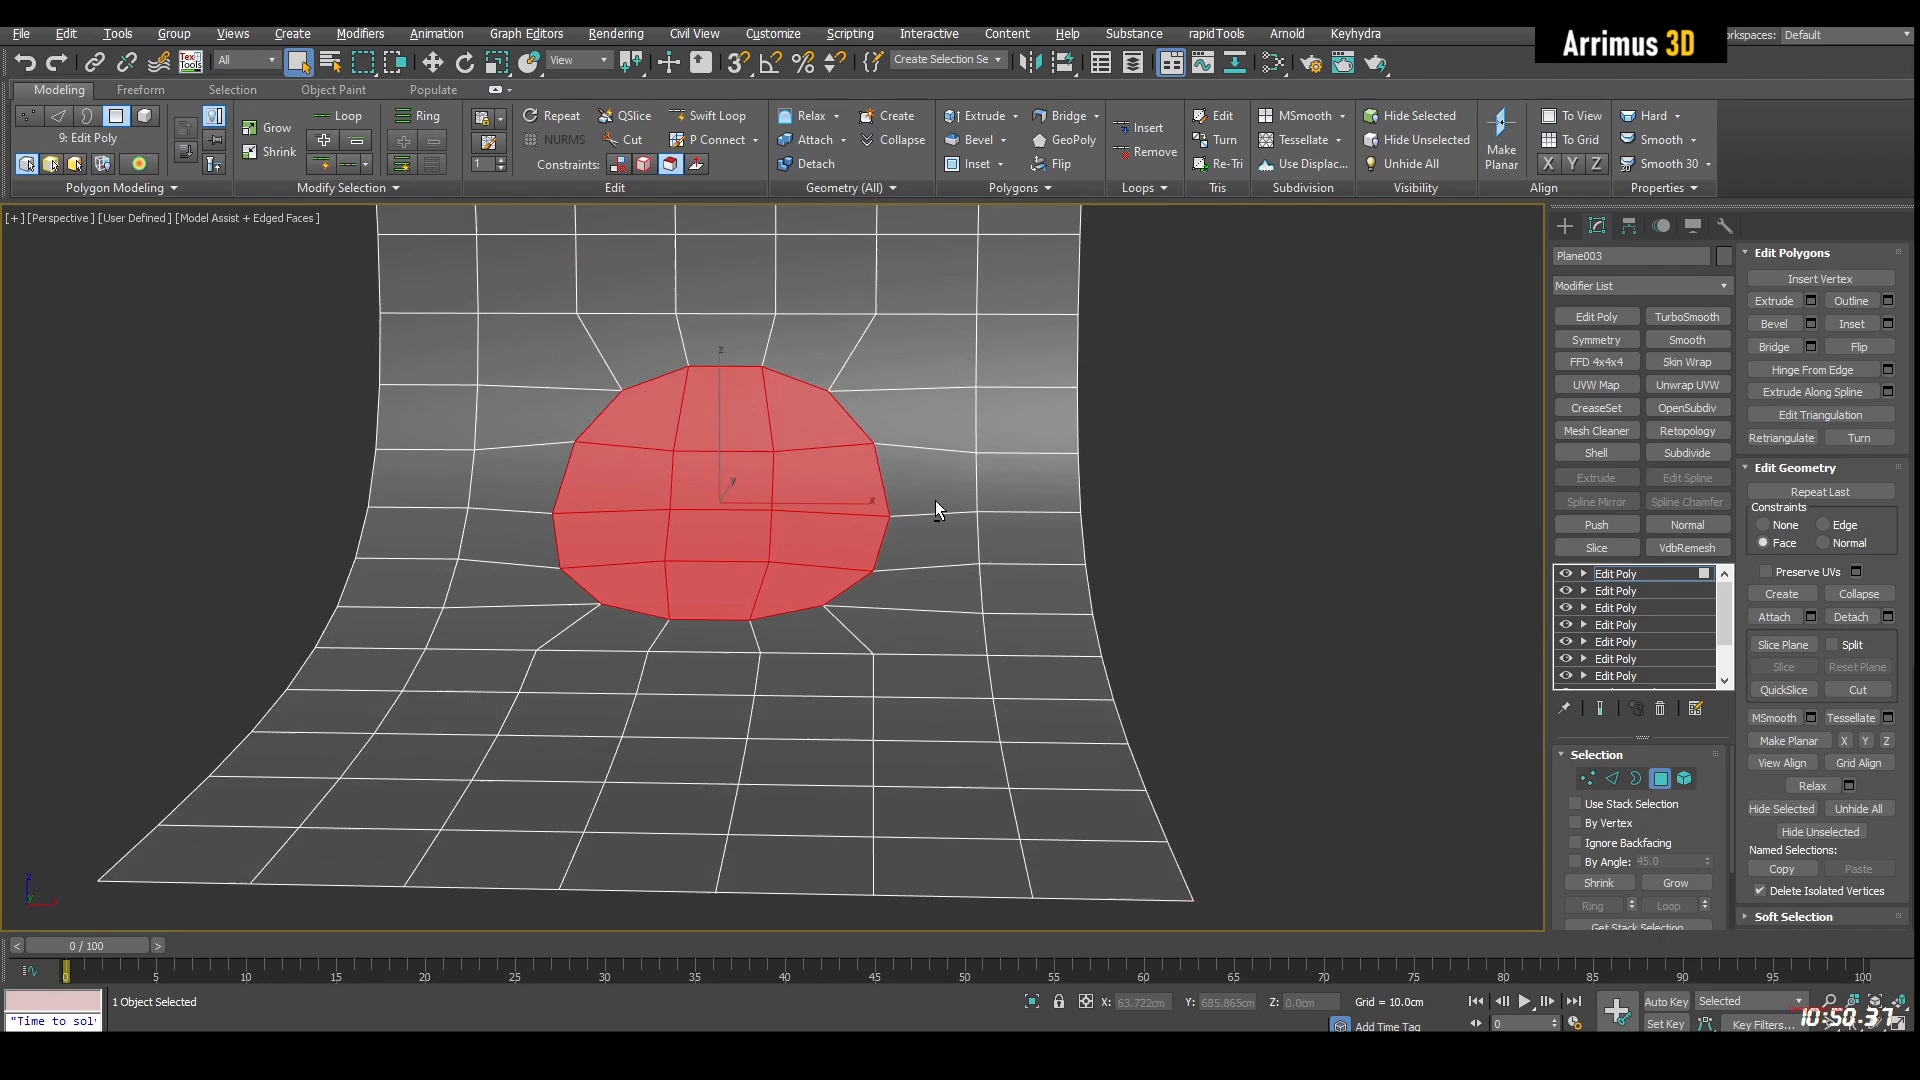 Arrimus 3D
File Edit Tools Group Views Create Modifiers Animation Graph Editors Rendering Civil View Customize Scripting Interactive Content Help Substance rapidTools Arnold Keyhydra
orkspaces: Default
Tex Tools All View Create Selection Se
Modeling Freeform Selection Object Paint Populate
9: Edit Poly
Grow Loop Ring Repeat QSlice Swift Loop Relax Create Extrude Bridge Insert Edit MSmooth Hide Selected To View Hard
Shrink NURMS Cut P Connect Attach Collapse Bevel GeoPoly Remove Turn Tessellate Hide Unselected Make Planar To Grid Smooth
1 Constraints: Detach Inset Flip Re-Tri Use Displac... Unhide All X Y Z Smooth 30
Polygon Modeling Modify Selection Edit Geometry (All) Polygons Loops Tris Subdivision Visibility Align Properties
[+] [Perspective ] [User Defined ] [Model Assist + Edged Faces ]
z
y
x
z
y
Plane003
Modifier List
Edit Poly TurboSmooth
Symmetry Smooth
FFD 4x4x4 Skin Wrap
UVW Map Unwrap UVW
CreaseSet OpenSubdiv
Mesh Cleaner Retopology
Shell Subdivide
Extrude Edit Spline
Spline Mirror Spline Chamfer
Push Normal
Slice VdbRemesh
Edit Poly
Edit Poly
Edit Poly
Edit Poly
Edit Poly
Edit Poly
Edit Poly
Selection
Use Stack Selection
By Vertex
Ignore Backfacing
By Angle: 45.0
Shrink Grow
Ring Loop
Get Stack Selection
Edit Polygons
Insert Vertex
Extrude Outline
Bevel Inset
Bridge Flip
Hinge From Edge
Extrude Along Spline
Edit Triangulation
Retriangulate Turn
Edit Geometry
Repeat Last
Constraints
None Edge
Face Normal
Preserve UVs
Create Collapse
Attach Detach
Slice Plane Split
Slice Reset Plane
QuickSlice Cut
MSmooth Tessellate
Make Planar X Y Z
View Align Grid Align
Relax
Hide Selected Unhide All
Hide Unselected
Named Selections:
Copy Paste
Delete Isolated Vertices
Soft Selection
< 0 / 100 >
0 5 10 15 20 25 30 35 40 45 50 55 60 65 70 75 80 85 90 95 100
1 Object Selected X: 63.722cm Y: 685.865cm Z: 0.0cm Grid = 10.0cm Auto Key Selected
"Time to sol Add Time Tag 0 Set Key Key Filters...
10:50:37